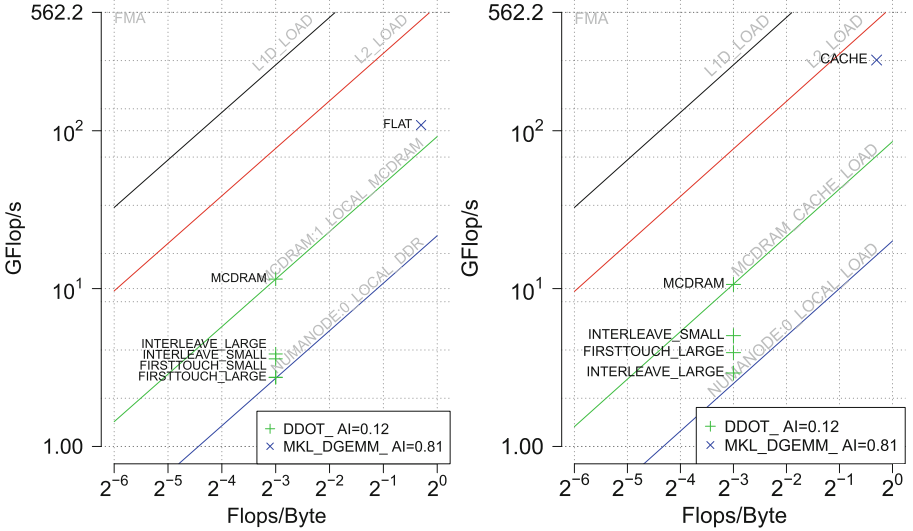 562.2
FMA
L1D_LOAD
L2_LOAD
FLAT
10²
MCDRAM:1_LOCAL_MCDRAM
GFlop/s
MCDRAM
10¹
NUMANODE:0_LOCAL_DDR
INTERLEAVE_LARGE
INTERLEAVE_SMALL
FIRSTTOUCH_SMALL
FIRSTTOUCH_LARGE
DDOT_ AI=0.12
MKL_DGEMM_ AI=0.81
1.00
2⁻⁶ 2⁻⁵ 2⁻⁴ 2⁻³ 2⁻² 2⁻¹ 2⁰
Flops/Byte
562.2
FMA
L1D_LOAD
L2_LOAD
CACHE
10²
MCDRAM_CACHE_LOAD
GFlop/s
MCDRAM
10¹
NUMANODE:0_LOCAL_LOAD
INTERLEAVE_SMALL
FIRSTTOUCH_LARGE
INTERLEAVE_LARGE
DDOT_ AI=0.12
MKL_DGEMM_ AI=0.81
1.00
2⁻⁶ 2⁻⁵ 2⁻⁴ 2⁻³ 2⁻² 2⁻¹ 2⁰
Flops/Byte